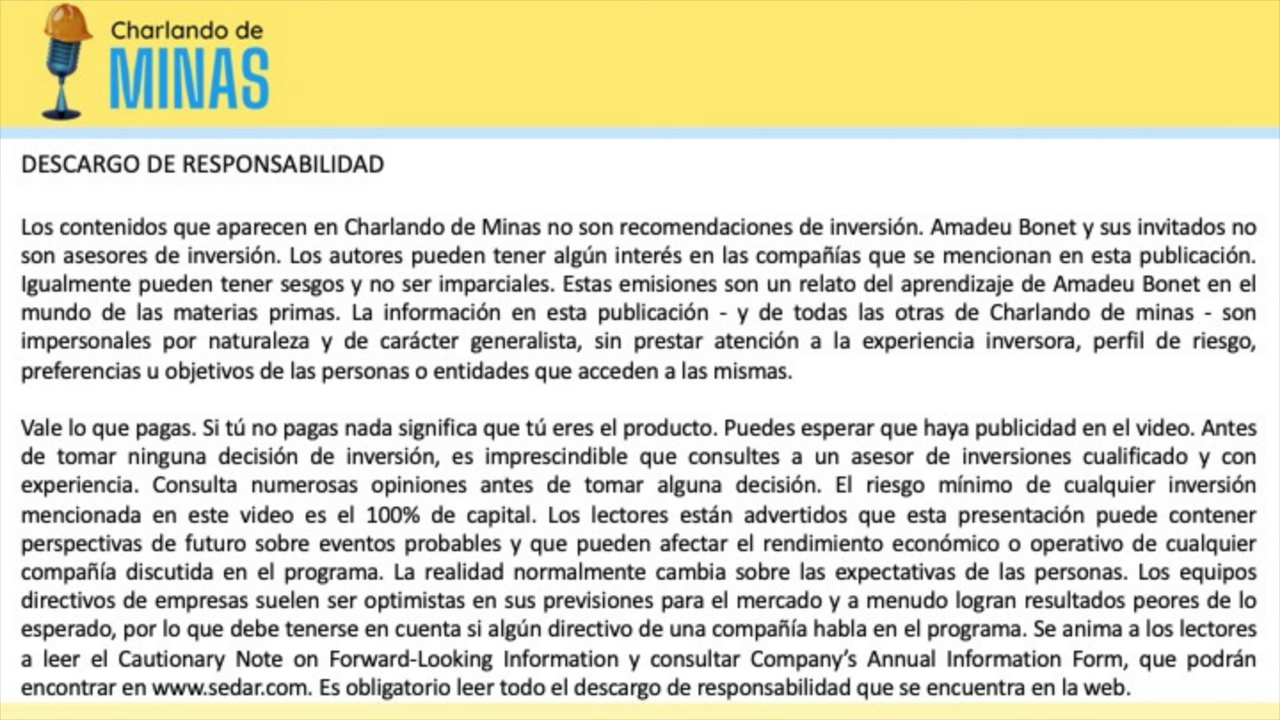 Charlando de
MINAS
DESCARGO DE RESPONSABILIDAD
Los contenidos que aparecen en Charlando de Minas no son recomendaciones de inversión. Amadeu Bonet y sus invitados no
son asesores de inversión. Los autores pueden tener algún interés en las compañías que se mencionan en esta publicación.
Igualmente pueden tener sesgos y no ser imparciales. Estas emisiones son un relato del aprendizaje de Amadeu Bonet en el
mundo de las materias primas. La información en esta publicación - y de todas las otras de Charlando de minas - son
impersonales por naturaleza y de carácter generalista, sin prestar atención a la experiencia inversora, perfil de riesgo,
preferencias u objetivos de las personas o entidades que acceden a las mismas.
Vale lo que pagas. Si tú no pagas nada significa que tú eres el producto. Puedes esperar que haya publicidad en el video. Antes
de tomar ninguna decisión de inversión, es imprescindible que consultes a un asesor de inversiones cualificado y con
experiencia. Consulta numerosas opiniones antes de tomar alguna decisión. El riesgo mínimo de cualquier inversión
mencionada en este video es el 100% de capital. Los lectores están advertidos que esta presentación puede contener
perspectivas de futuro sobre eventos probables y que pueden afectar el rendimiento económico o operativo de cualquier
compañía discutida en el programa. La realidad normalmente cambia sobre las expectativas de las personas. Los equipos
directivos de empresas suelen ser optimistas en sus previsiones para el mercado y a menudo logran resultados peores de lo
esperado, por lo que debe tenerse en cuenta si algún directivo de una compañía habla en el programa. Se anima a los lectores
a leer el Cautionary Note on Forward-Looking Information y consultar Company’s Annual Information Form, que podrán
encontrar en www.sedar.com. Es obligatorio leer todo el descargo de responsabilidad que se encuentra en la web.